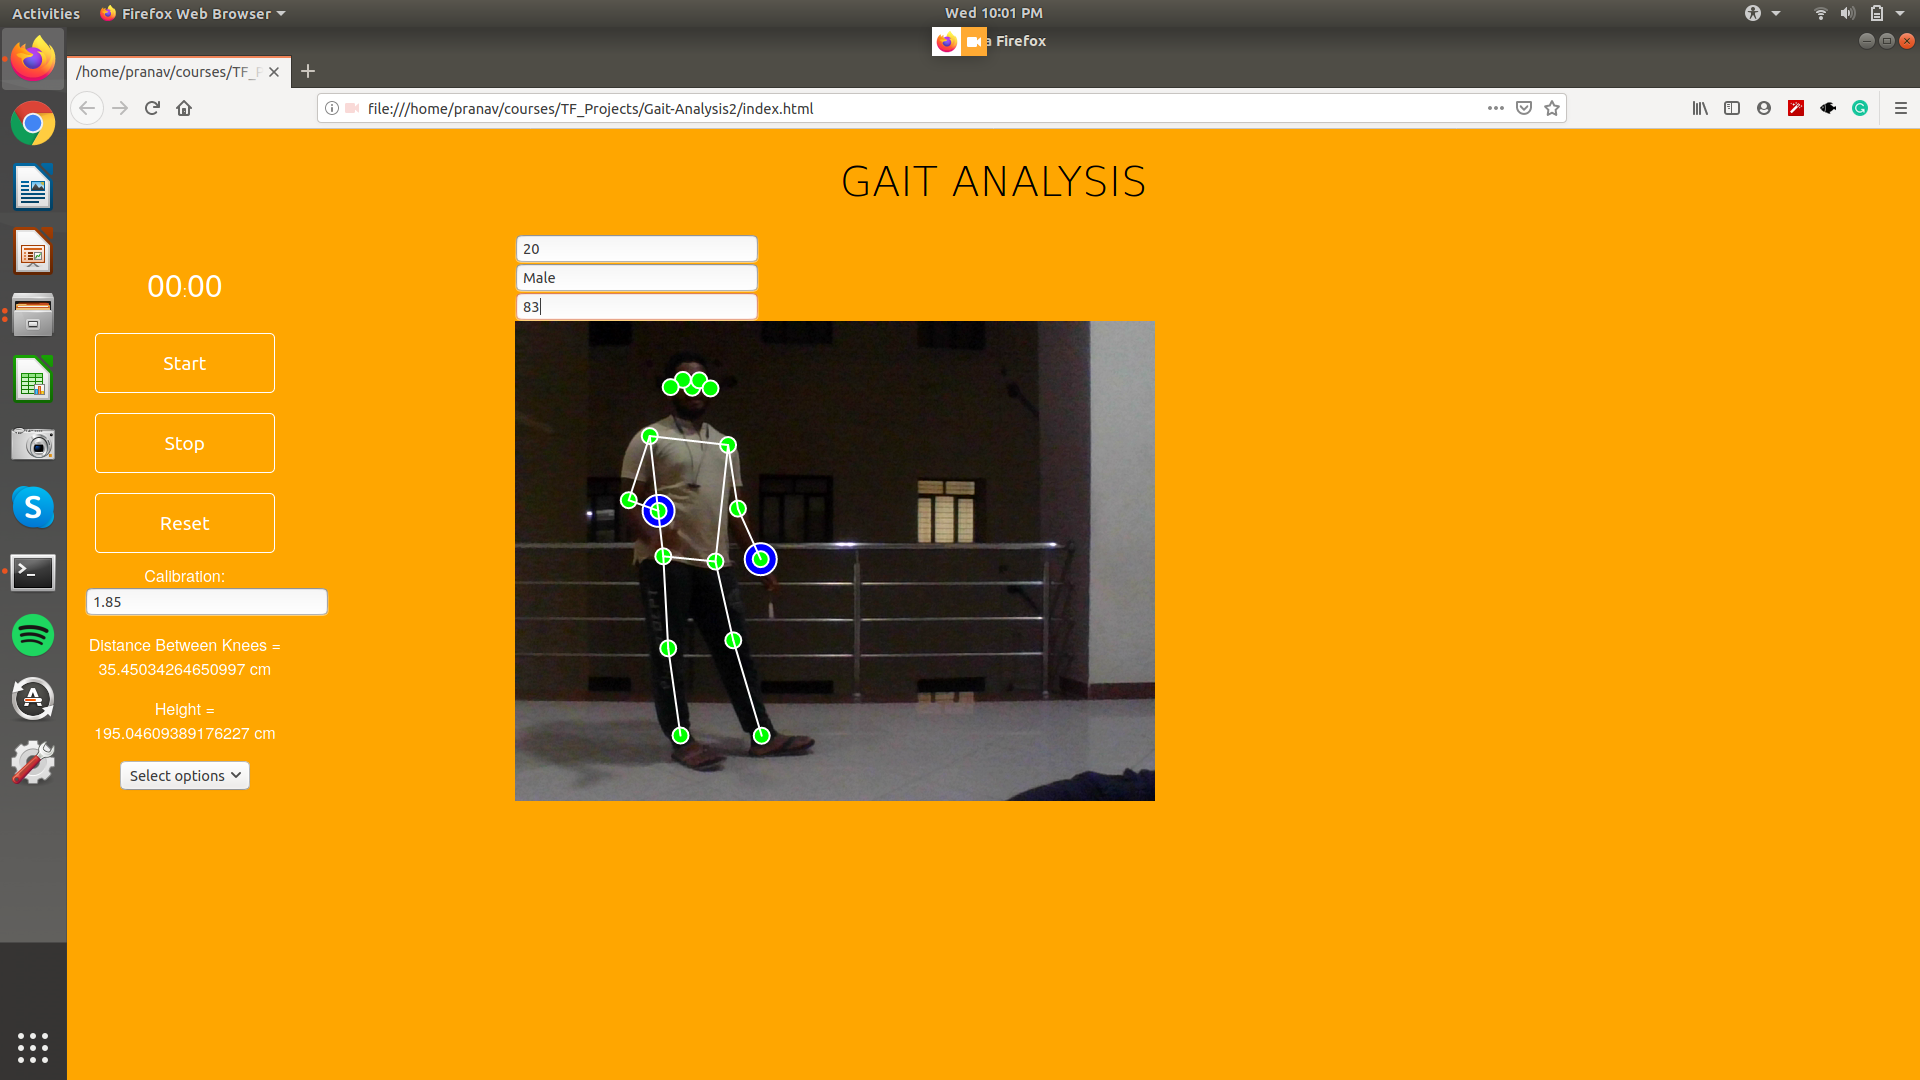 Activities
Firefox Web Browser
Wed 10:01 PM
a Firefox
/home/pranav/courses/TF_P
file:///home/pranav/courses/TF_Projects/Gait-Analysis2/index.html
GAIT ANALYSIS
20
Male
83
00:00
Start
Stop
Reset
Calibration:
1.85
Distance Between Knees =
35.45034264650997 cm
Height =
195.04609389176227 cm
Select options